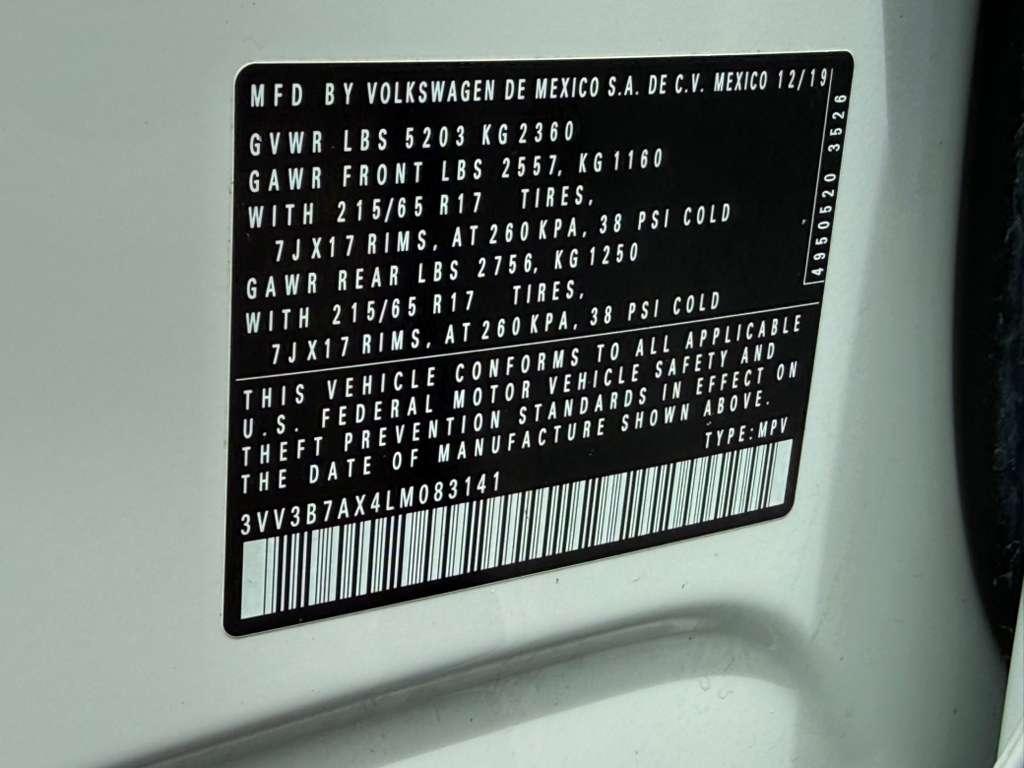 MFD BY VOLKSWAGEN DE MEXICO S.A. DE C.V. MEXICO 12/19
GVWR LBS 5203 KG 2360
GAWR FRONT LBS 2557, KG 1160
WITH 215/65 R17 TIRES,
7JX17 RIMS, AT 260 KPA, 38 PSI COLD
GAWR REAR LBS 2756, KG 1250
WITH 215/65 R17 TIRES,
7JX17 RIMS, AT 260 KPA, 38 PSI COLD
4950520 3526
THIS VEHICLE CONFORMS TO ALL APPLICABLE
U.S. FEDERAL MOTOR VEHICLE SAFETY AND
THEFT PREVENTION STANDARDS IN EFFECT ON
THE DATE OF MANUFACTURE SHOWN ABOVE.
TYPE: MPV
3VV3B7AX4LM083141